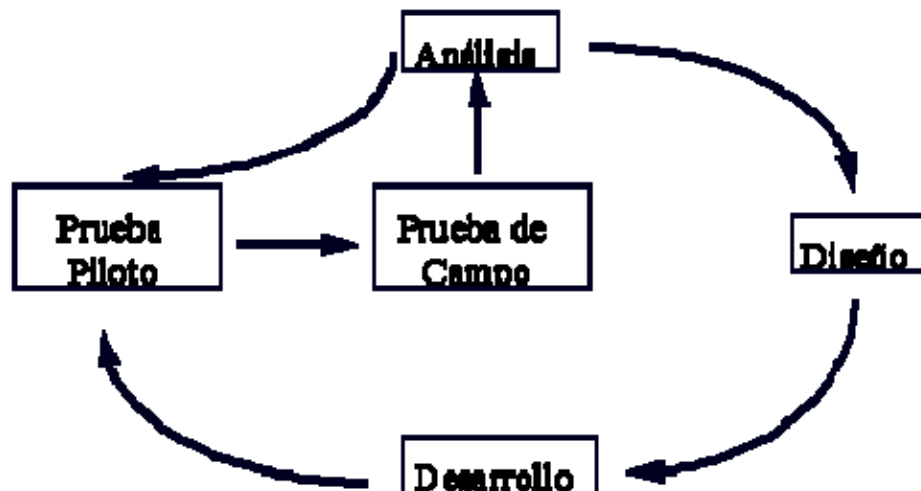 Análisis
Prueba
Piloto
Prueba de
Campo
Diseño
Desarrollo